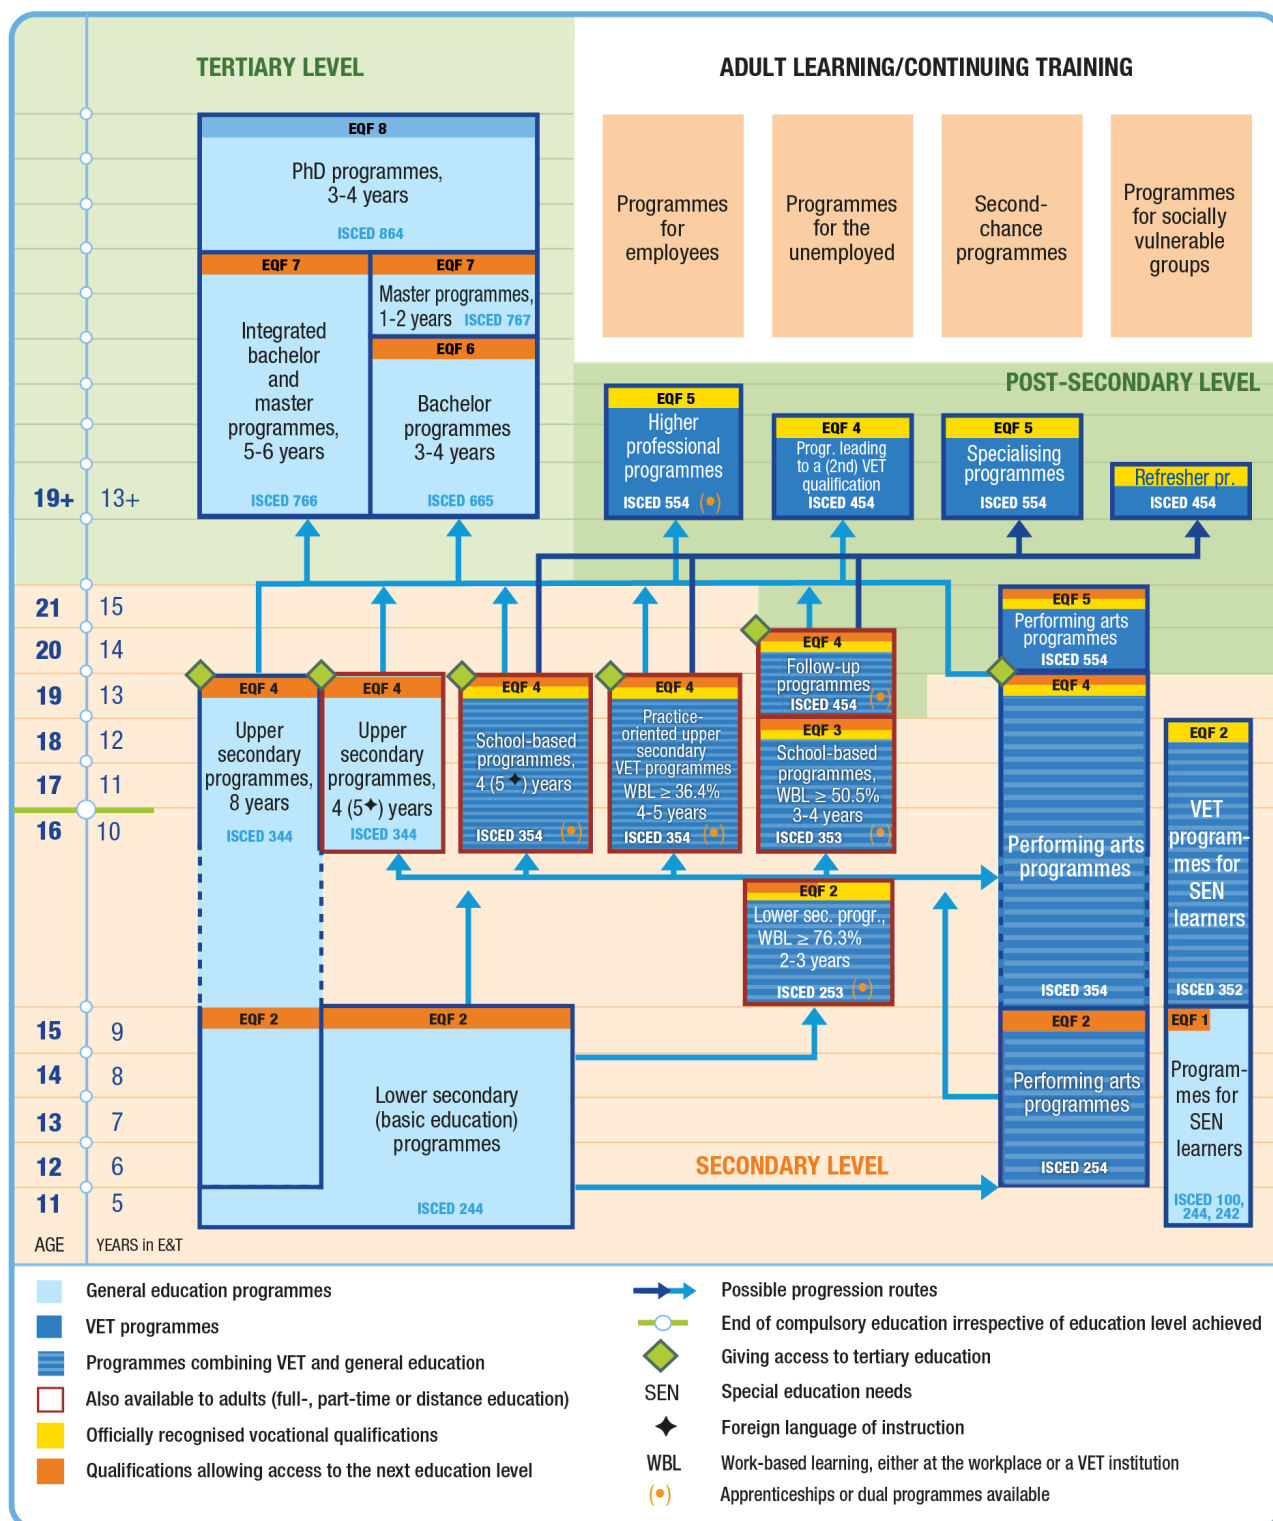 TERTIARY LEVEL
ADULT LEARNING/CONTINUING TRAINING
EQF 8
PhD programmes,
3-4 years
ISCED 864
Programmes
for
employees
Programmes
for the
unemployed
Second-
chance
programmes
Programmes
for socially
vulnerable
groups
EQF 7
Integrated
bachelor
and
master
programmes,
5-6 years
ISCED 766
EQF 7
Master programmes,
1-2 years ISCED 767
EQF 6
Bachelor
programmes
3-4 years
ISCED 665
POST-SECONDARY LEVEL
EQF 5
Higher
professional
programmes
ISCED 554 (•)
EQF 4
Progr. leading
to a (2nd) VET
qualification
ISCED 454
EQF 5
Specialising
programmes
ISCED 554
Refresher pr.
ISCED 454
19+ 13+
21 15
20 14
19 13
18 12
17 11
16 10
15 9
14 8
13 7
12 6
11 5
AGE YEARS in E&T
EQF 4
Upper
secondary
programmes,
8 years
ISCED 344
EQF 4
Upper
secondary
programmes,
4 (5✦) years
ISCED 344
EQF 4
School-based
programmes,
4 (5✦) years
ISCED 354 (•)
EQF 4
Practice-
oriented upper
secondary
VET programmes
WBL ≥ 36.4%
4-5 years
ISCED 354 (•)
EQF 4
Follow-up
programmes
ISCED 454 (•)
EQF 3
School-based
programmes,
WBL ≥ 50.5%
3-4 years
ISCED 353 (•)
EQF 5
Performing arts
programmes
ISCED 554
EQF 4
Performing arts
programmes
ISCED 354
EQF 2
VET
program-
mes for
SEN
learners
ISCED 352
EQF 2
Lower sec. progr.,
WBL ≥ 76.3%
2-3 years
ISCED 253 (•)
EQF 2
EQF 2
Lower secondary
(basic education)
programmes
ISCED 244
EQF 2
Performing arts
programmes
ISCED 254
EQF 1
Program-
mes for
SEN
learners
ISCED 100,
244, 242
SECONDARY LEVEL
General education programmes
VET programmes
Programmes combining VET and general education
Also available to adults (full-, part-time or distance education)
Officially recognised vocational qualifications
Qualifications allowing access to the next education level
Possible progression routes
End of compulsory education irrespective of education level achieved
Giving access to tertiary education
SEN Special education needs
✦ Foreign language of instruction
WBL Work-based learning, either at the workplace or a VET institution
(•) Apprenticeships or dual programmes available